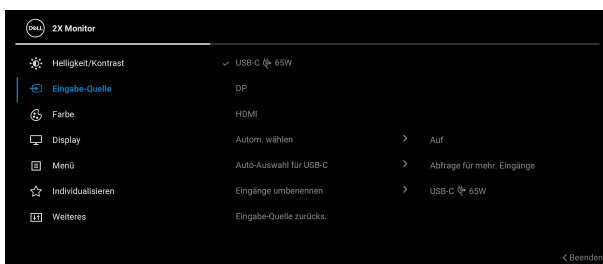 DELL 2X Monitor
Helligkeit/Kontrast USB-C 65W
Eingabe-Quelle DP
Farbe HDMI
Display Autom. wählen Auf
Menü Auto-Auswahl für USB-C Abfrage für mehr. Eingänge
Individualisieren Eingänge umbenennen USB-C 65W
Weiteres Eingabe-Quelle zurücks.
Beenden